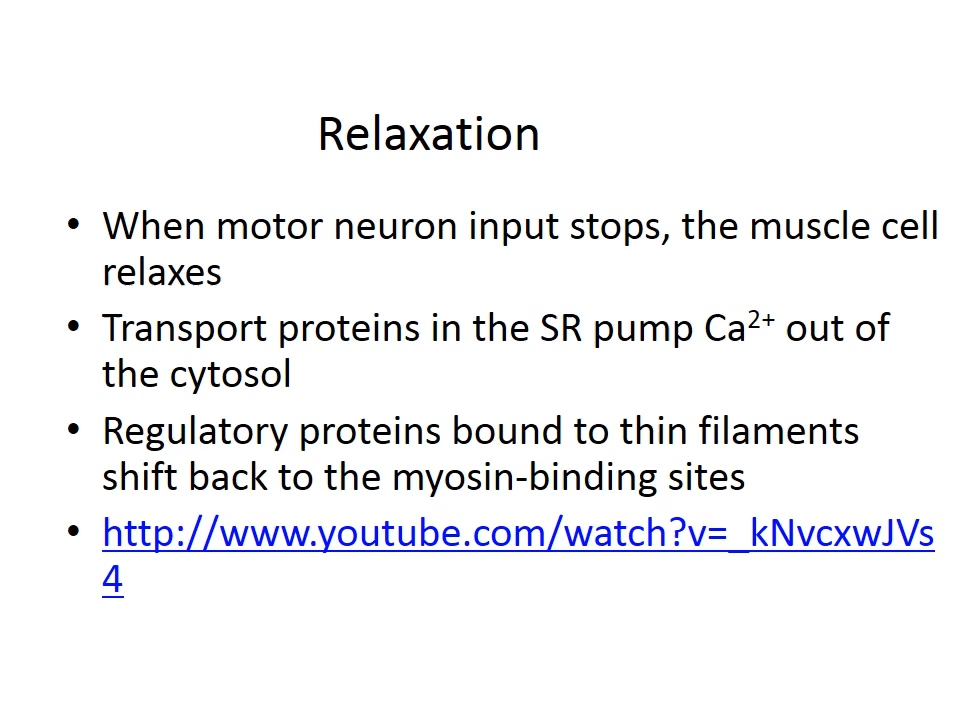 Relaxation
• When motor neuron input stops, the muscle cell
relaxes
• Transport proteins in the SR pump Ca²⁺ out of
the cytosol
• Regulatory proteins bound to thin filaments
shift back to the myosin-binding sites
• http://www.youtube.com/watch?v=_kNvcxwJVs
4